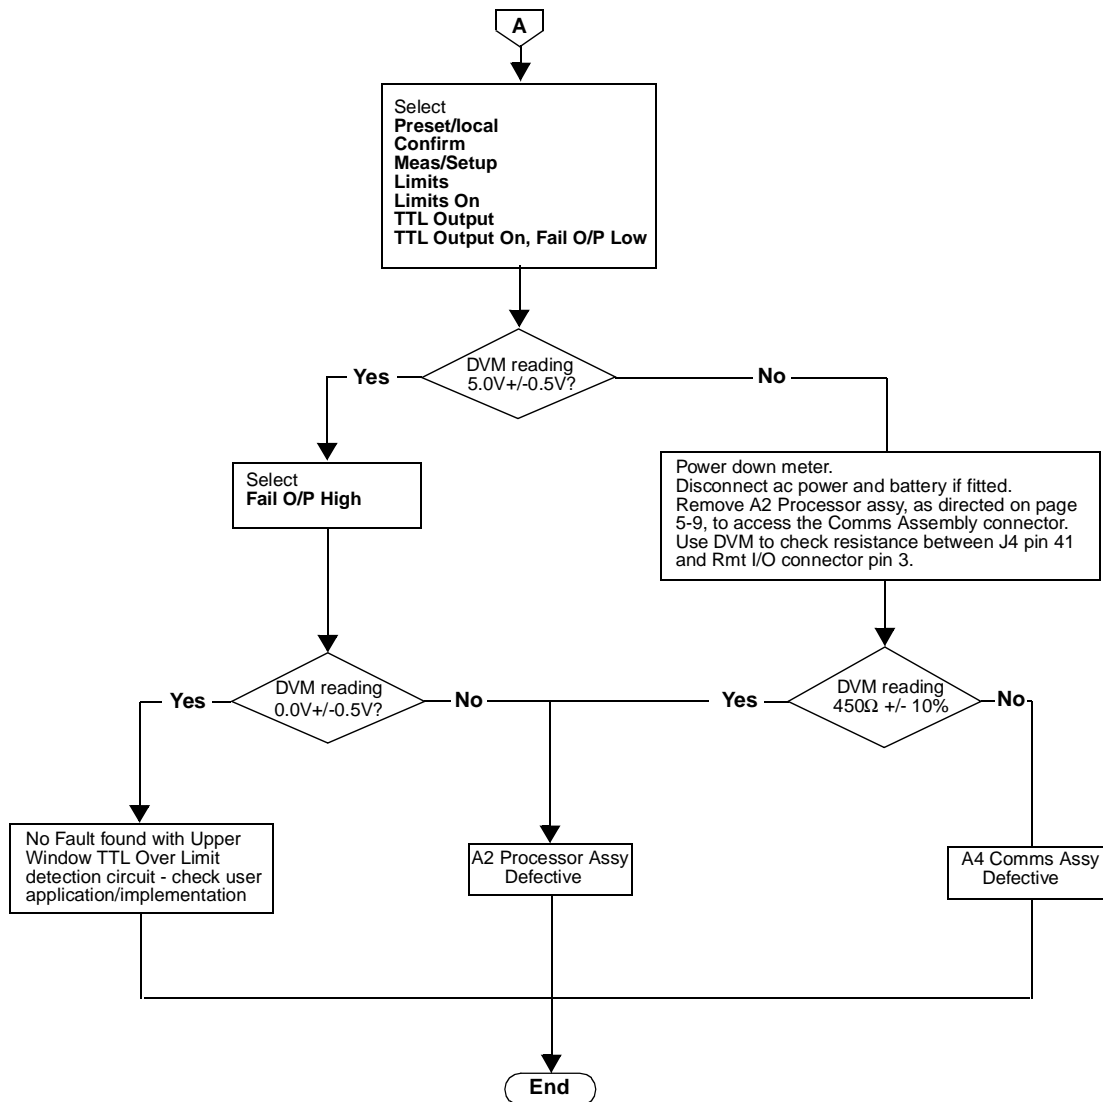 A
Select
Preset/local
Confirm
Meas/Setup
Limits
Limits On
TTL Output
TTL Output On, Fail O/P Low
DVM reading
5.0V+/-0.5V?
Yes
No
Select
Fail O/P High
Power down meter.
Disconnect ac power and battery if fitted.
Remove A2 Processor assy, as directed on page
5-9, to access the Comms Assembly connector.
Use DVM to check resistance between J4 pin 41
and Rmt I/O connector pin 3.
DVM reading
0.0V+/-0.5V?
Yes
No
DVM reading
450Ω +/- 10%
Yes
No
No Fault found with Upper
Window TTL Over Limit
detection circuit - check user
application/implementation
A2 Processor Assy
Defective
A4 Comms Assy
Defective
End